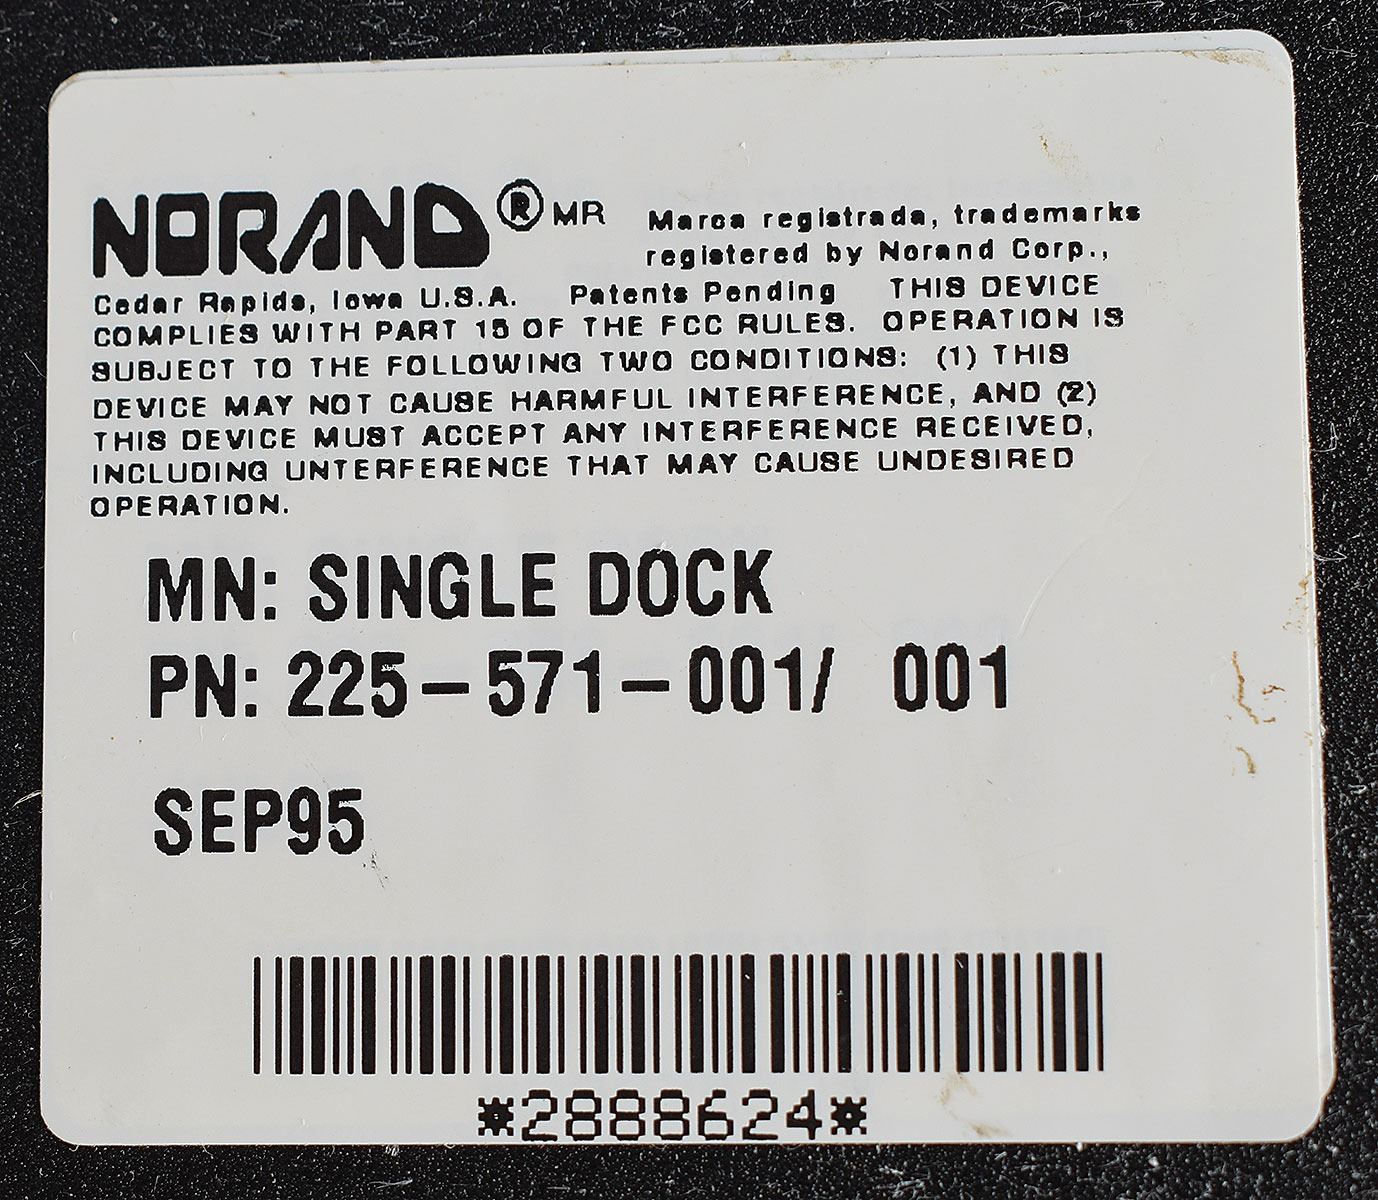 NORAND® MR Marca registrada, trademarks
registered by Norand Corp.,
Cedar Rapids, Iowa U.S.A. Patents Pending THIS DEVICE
COMPLIES WITH PART 15 OF THE FCC RULES. OPERATION IS
SUBJECT TO THE FOLLOWING TWO CONDITIONS: (1) THIS
DEVICE MAY NOT CAUSE HARMFUL INTERFERENCE, AND (2)
THIS DEVICE MUST ACCEPT ANY INTERFERENCE RECEIVED,
INCLUDING UNTERFERENCE THAT MAY CAUSE UNDESIRED
OPERATION.
MN: SINGLE DOCK
PN: 225-571-001/ 001
SEP95
*2888624*